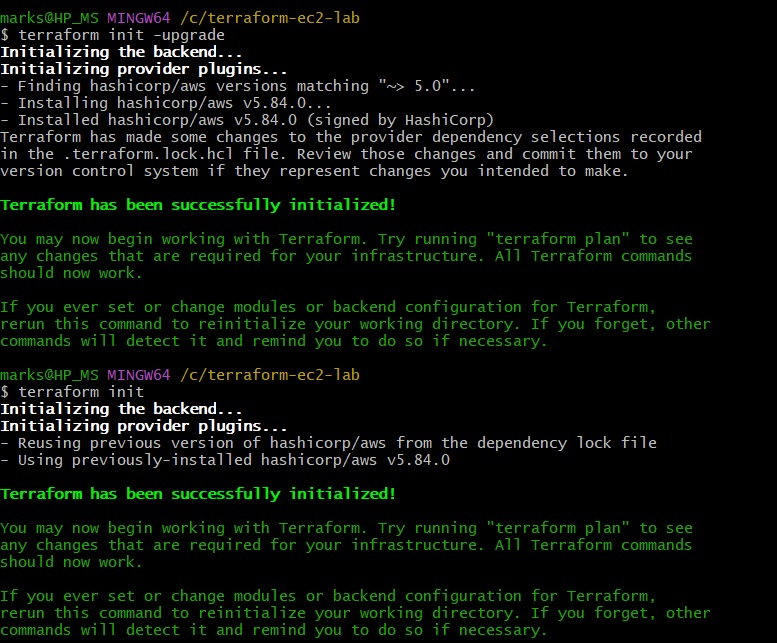 marks@HP_MS MINGW64 /c/terraform-ec2-lab
$ terraform init -upgrade
Initializing the backend...
Initializing provider plugins...
- Finding hashicorp/aws versions matching "~> 5.0"...
- Installing hashicorp/aws v5.84.0...
- Installed hashicorp/aws v5.84.0 (signed by HashiCorp)
Terraform has made some changes to the provider dependency selections recorded
in the .terraform.lock.hcl file. Review those changes and commit them to your
version control system if they represent changes you intended to make.
Terraform has been successfully initialized!
You may now begin working with Terraform. Try running "terraform plan" to see
any changes that are required for your infrastructure. All Terraform commands
should now work.
If you ever set or change modules or backend configuration for Terraform,
rerun this command to reinitialize your working directory. If you forget, other
commands will detect it and remind you to do so if necessary.
marks@HP_MS MINGW64 /c/terraform-ec2-lab
$ terraform init
Initializing the backend...
Initializing provider plugins...
- Reusing previous version of hashicorp/aws from the dependency lock file
- Using previously-installed hashicorp/aws v5.84.0
Terraform has been successfully initialized!
You may now begin working with Terraform. Try running "terraform plan" to see
any changes that are required for your infrastructure. All Terraform commands
should now work.
If you ever set or change modules or backend configuration for Terraform,
rerun this command to reinitialize your working directory. If you forget, other
commands will detect it and remind you to do so if necessary.